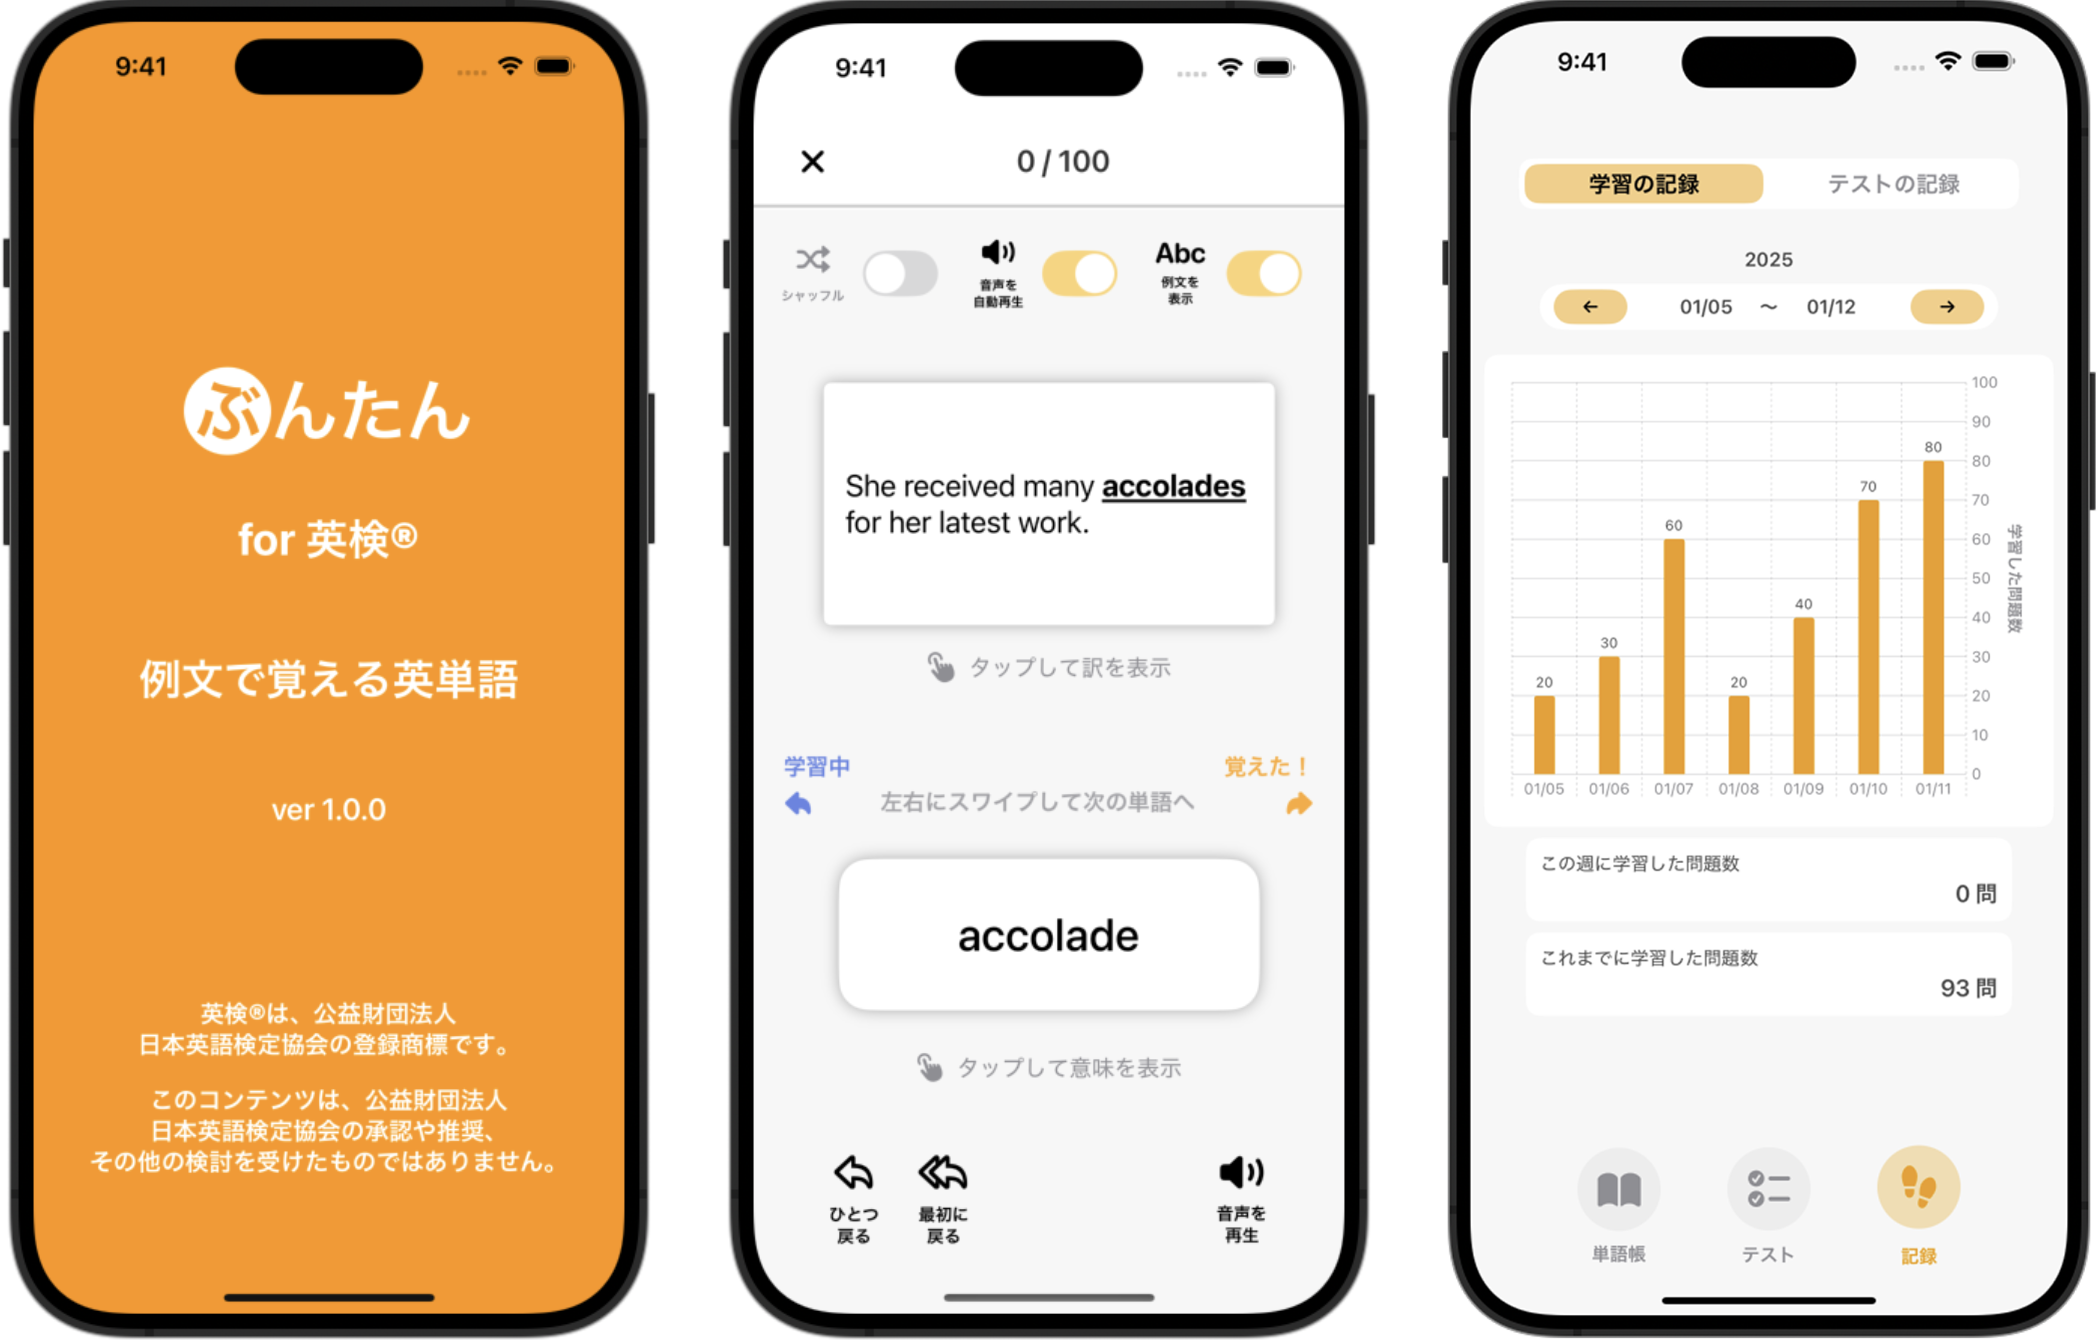 9:41
ぶんたん
for 英検®
例文で覚える英単語
ver 1.0.0
英検®は、公益財団法人
日本英語検定協会の登録商標です。
このコンテンツは、公益財団法人
日本英語検定協会の承認や推奨、
その他の検討を受けたものではありません。
9:41
0 / 100
シャッフル
音声を
自動再生
Abc
例文を
表示
She received many accolades
for her latest work.
タップして訳を表示
学習中
覚えた！
左右にスワイプして次の単語へ
accolade
タップして意味を表示
ひとつ
戻る
最初に
戻る
音声を
再生
9:41
学習の記録
テストの記録
2025
01/05 〜 01/12
100
90
80
70
60
50
40
30
20
10
0
学習した問題数
20
30
60
20
40
70
80
01/05
01/06
01/07
01/08
01/09
01/10
01/11
この週に学習した問題数
0 問
これまでに学習した問題数
93 問
単語帳
テスト
記録